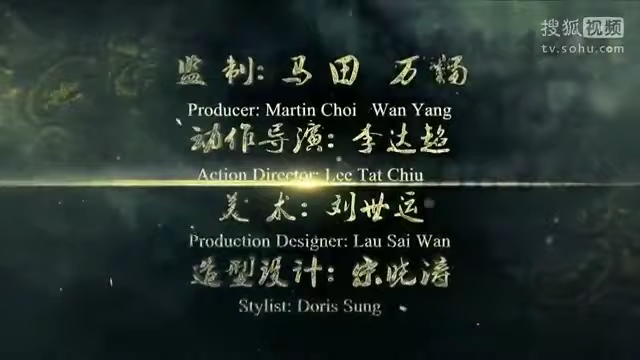 搜狐视频
tv.sohu.com
监制: 马田 万杨
Producer: Martin Choi Wan Yang
动作导演: 李达超
Action Director: Lee Tat Chiu
美术: 刘世运
Production Designer: Lau Sai Wan
造型设计: 宋晓涛
Stylist: Doris Sung